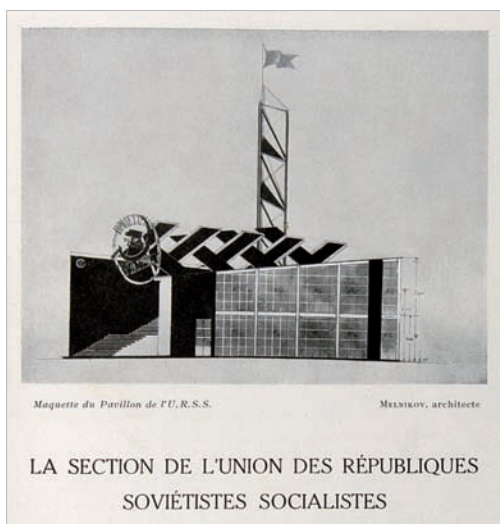 Maquette du Pavillon de l'U.R.S.S. MELNIKOV, architecte
LA SECTION DE L'UNION DES RÉPUBLIQUES
SOVIÉTISTES SOCIALISTES